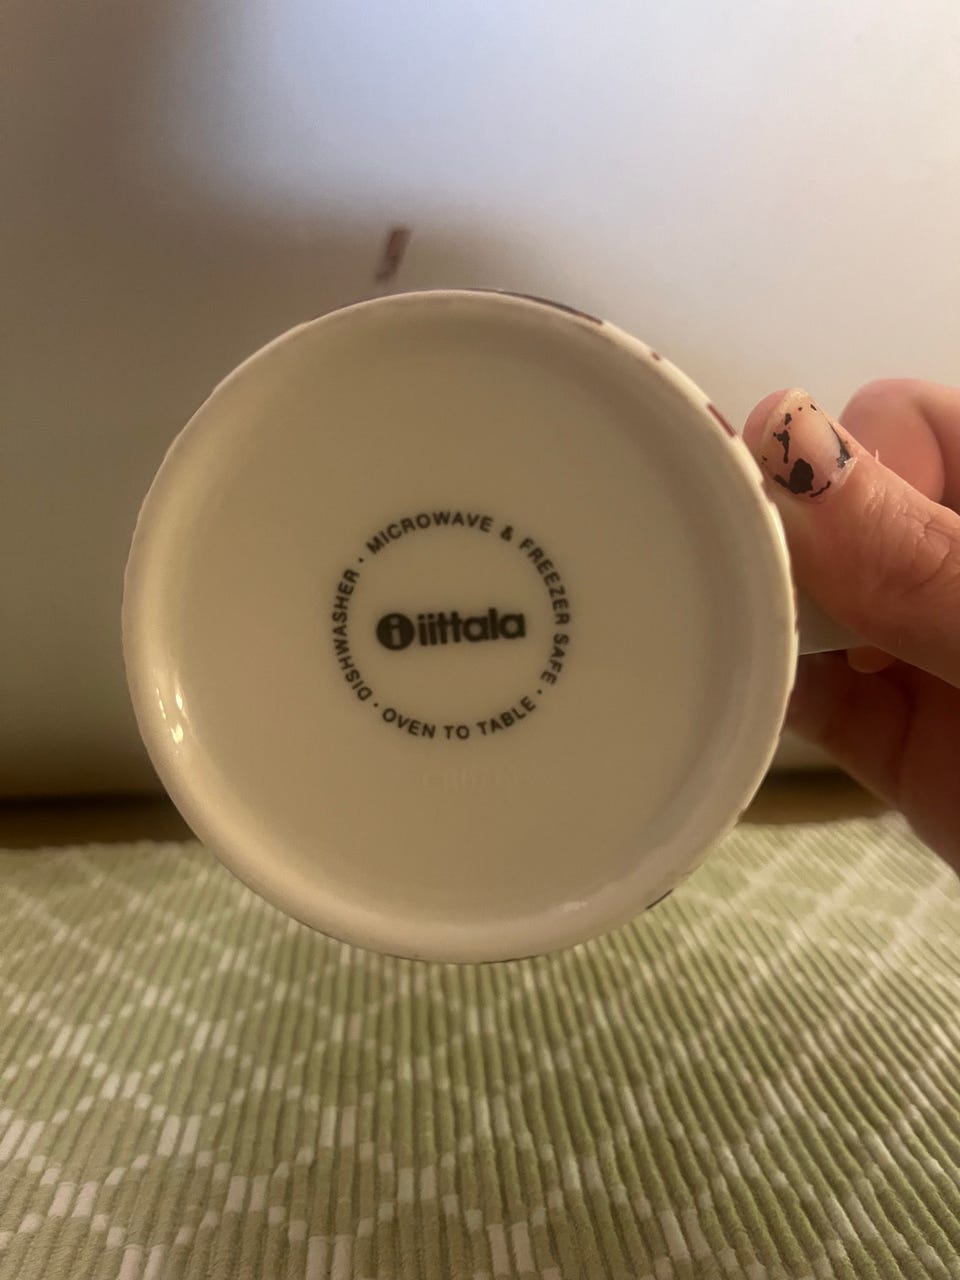 DISHWASHER · MICROWAVE & FREEZER SAFE · OVEN TO TABLE ·
i iittala